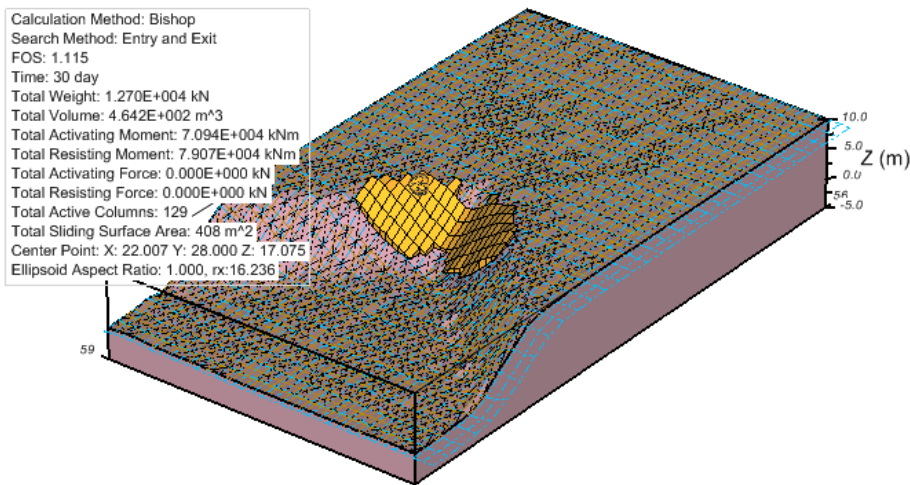 Calculation Method: Bishop
Search Method: Entry and Exit
FOS: 1.115
Time: 30 day
Total Weight: 1.270E+004 kN
Total Volume: 4.642E+002 m^3
Total Activating Moment: 7.094E+004 kNm
Total Resisting Moment: 7.907E+004 kNm
Total Activating Force: 0.000E+000 kN
Total Resisting Force: 0.000E+000 kN
Total Active Columns: 129
Total Sliding Surface Area: 408 m^2
Center Point: X: 22.007 Y: 28.000 Z: 17.075
Ellipsoid Aspect Ratio: 1.000, rx:16.236
10.0
5.0
Z (m)
0.0
56
-5.0
59